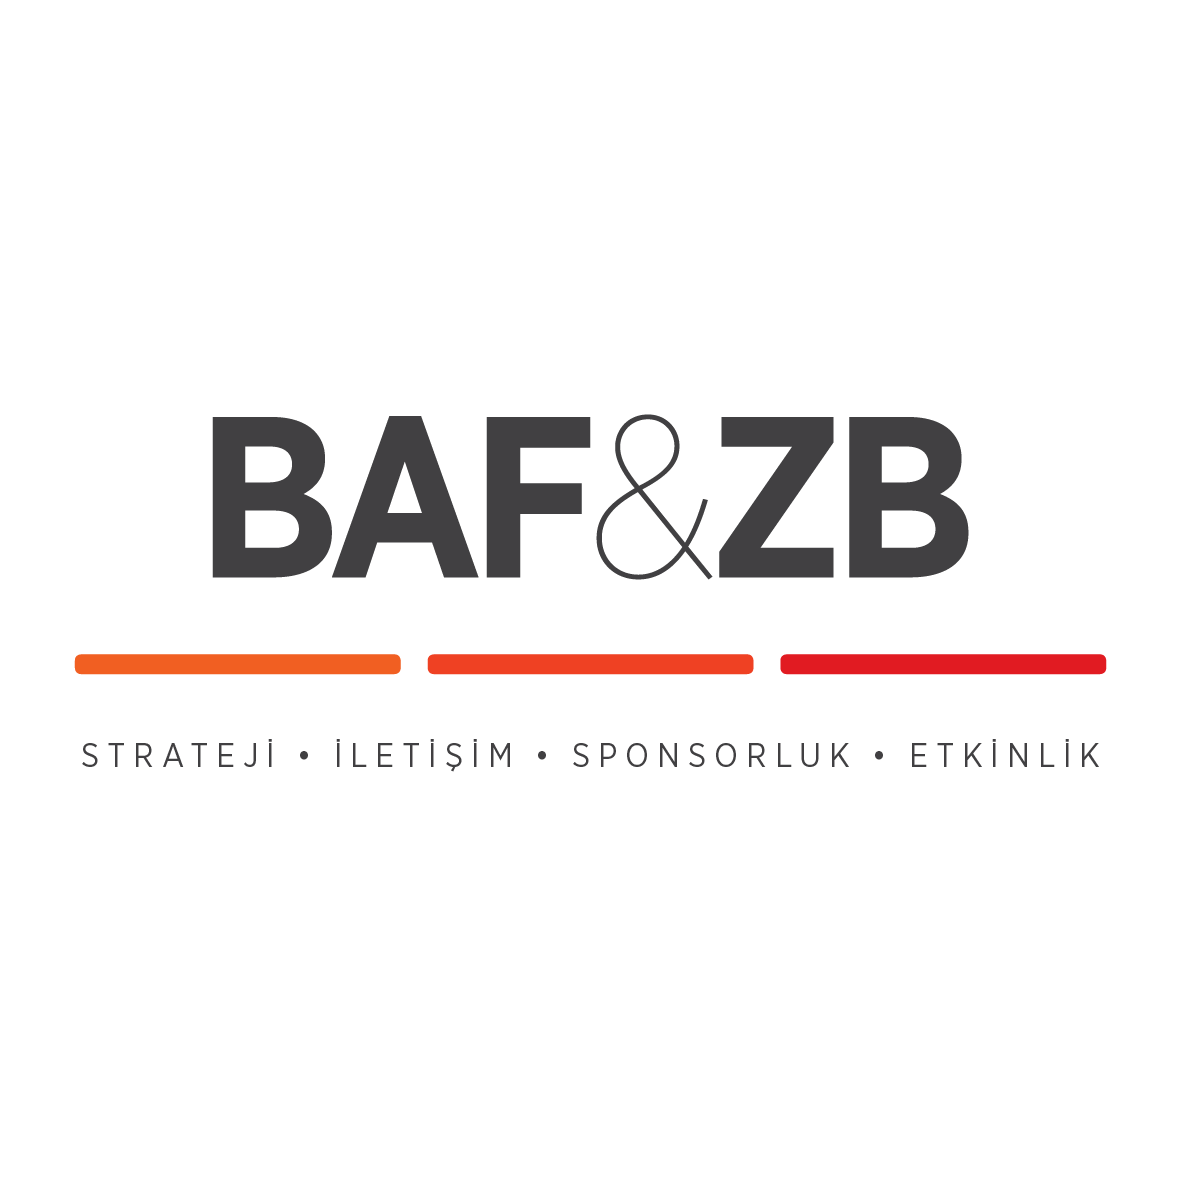 BAF&ZB
STRATEJİ • İLETİŞİM • SPONSORLUK • ETKİNLİK